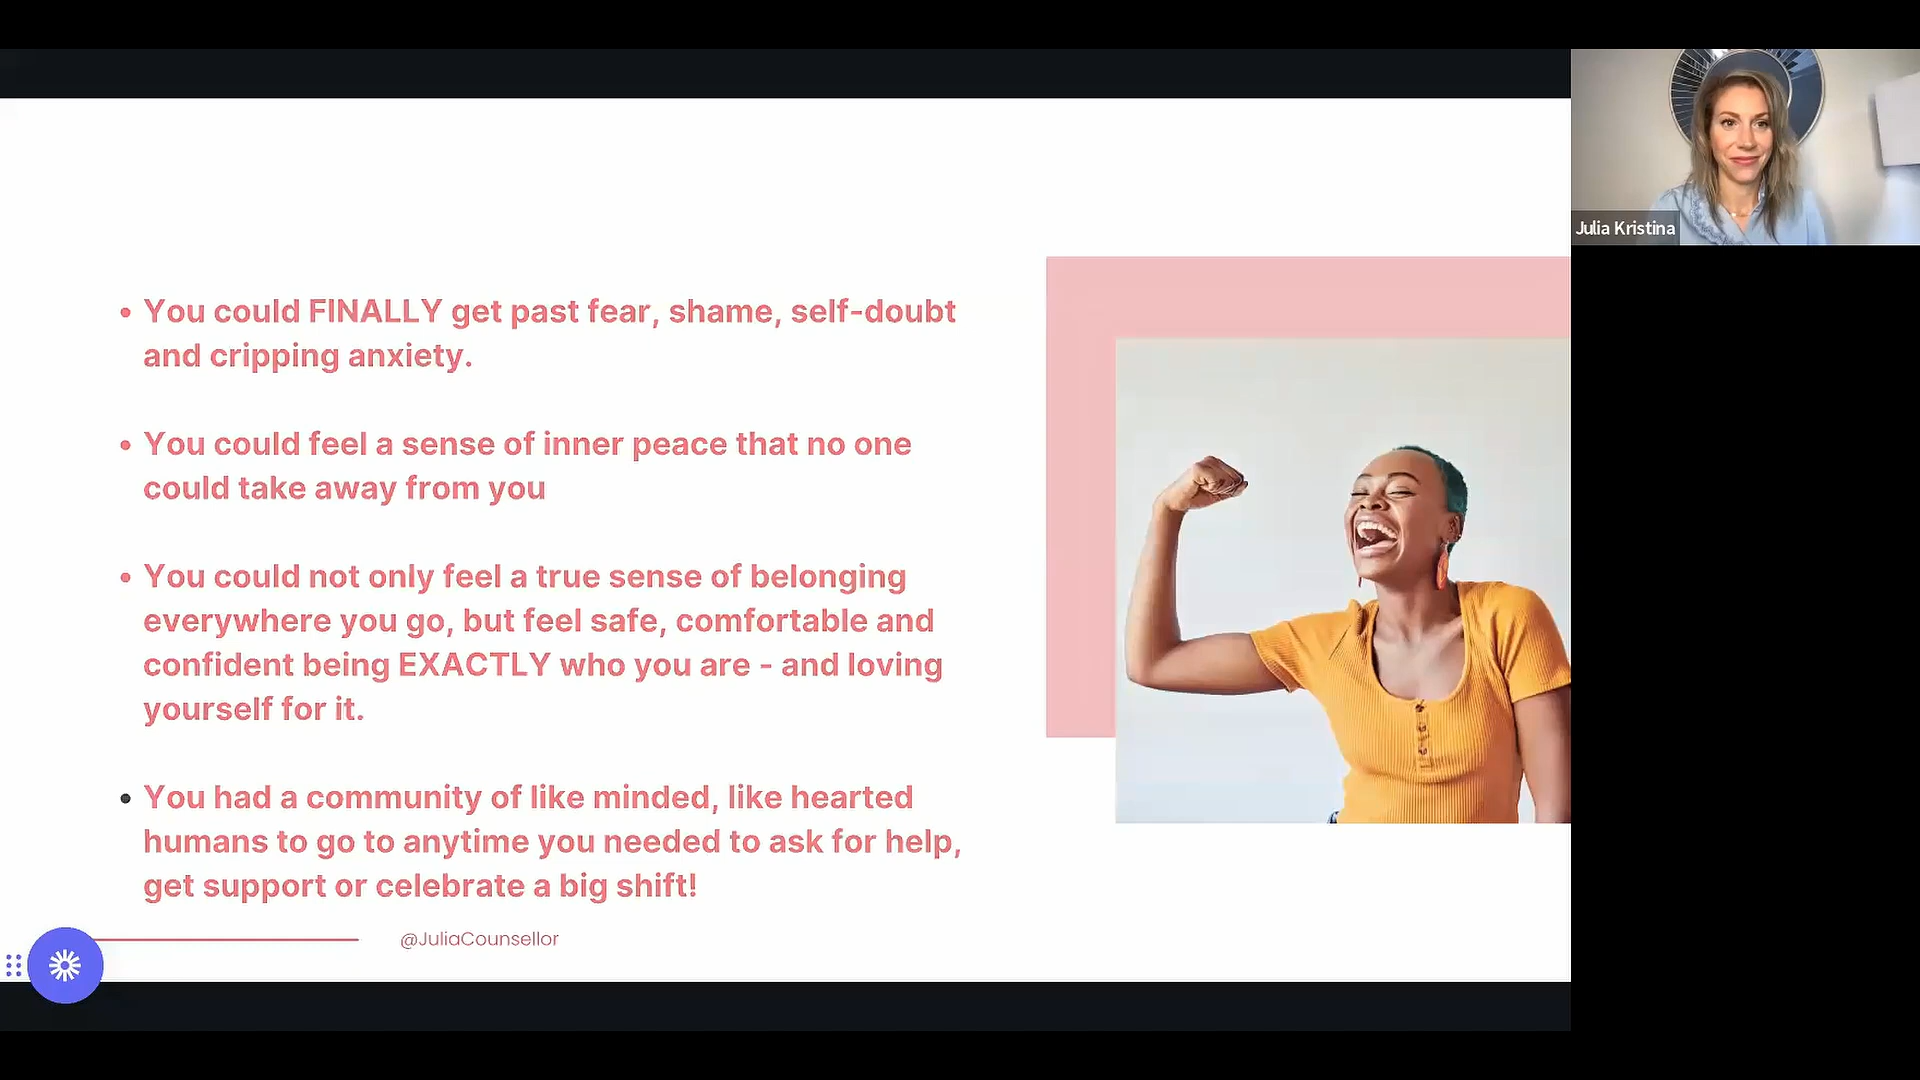 Julia Kristina
• You could FINALLY get past fear, shame, self-doubt
and cripping anxiety.
• You could feel a sense of inner peace that no one
could take away from you
• You could not only feel a true sense of belonging
everywhere you go, but feel safe, comfortable and
confident being EXACTLY who you are - and loving
yourself for it.
• You had a community of like minded, like hearted
humans to go to anytime you needed to ask for help,
get support or celebrate a big shift!
@JuliaCounsellor